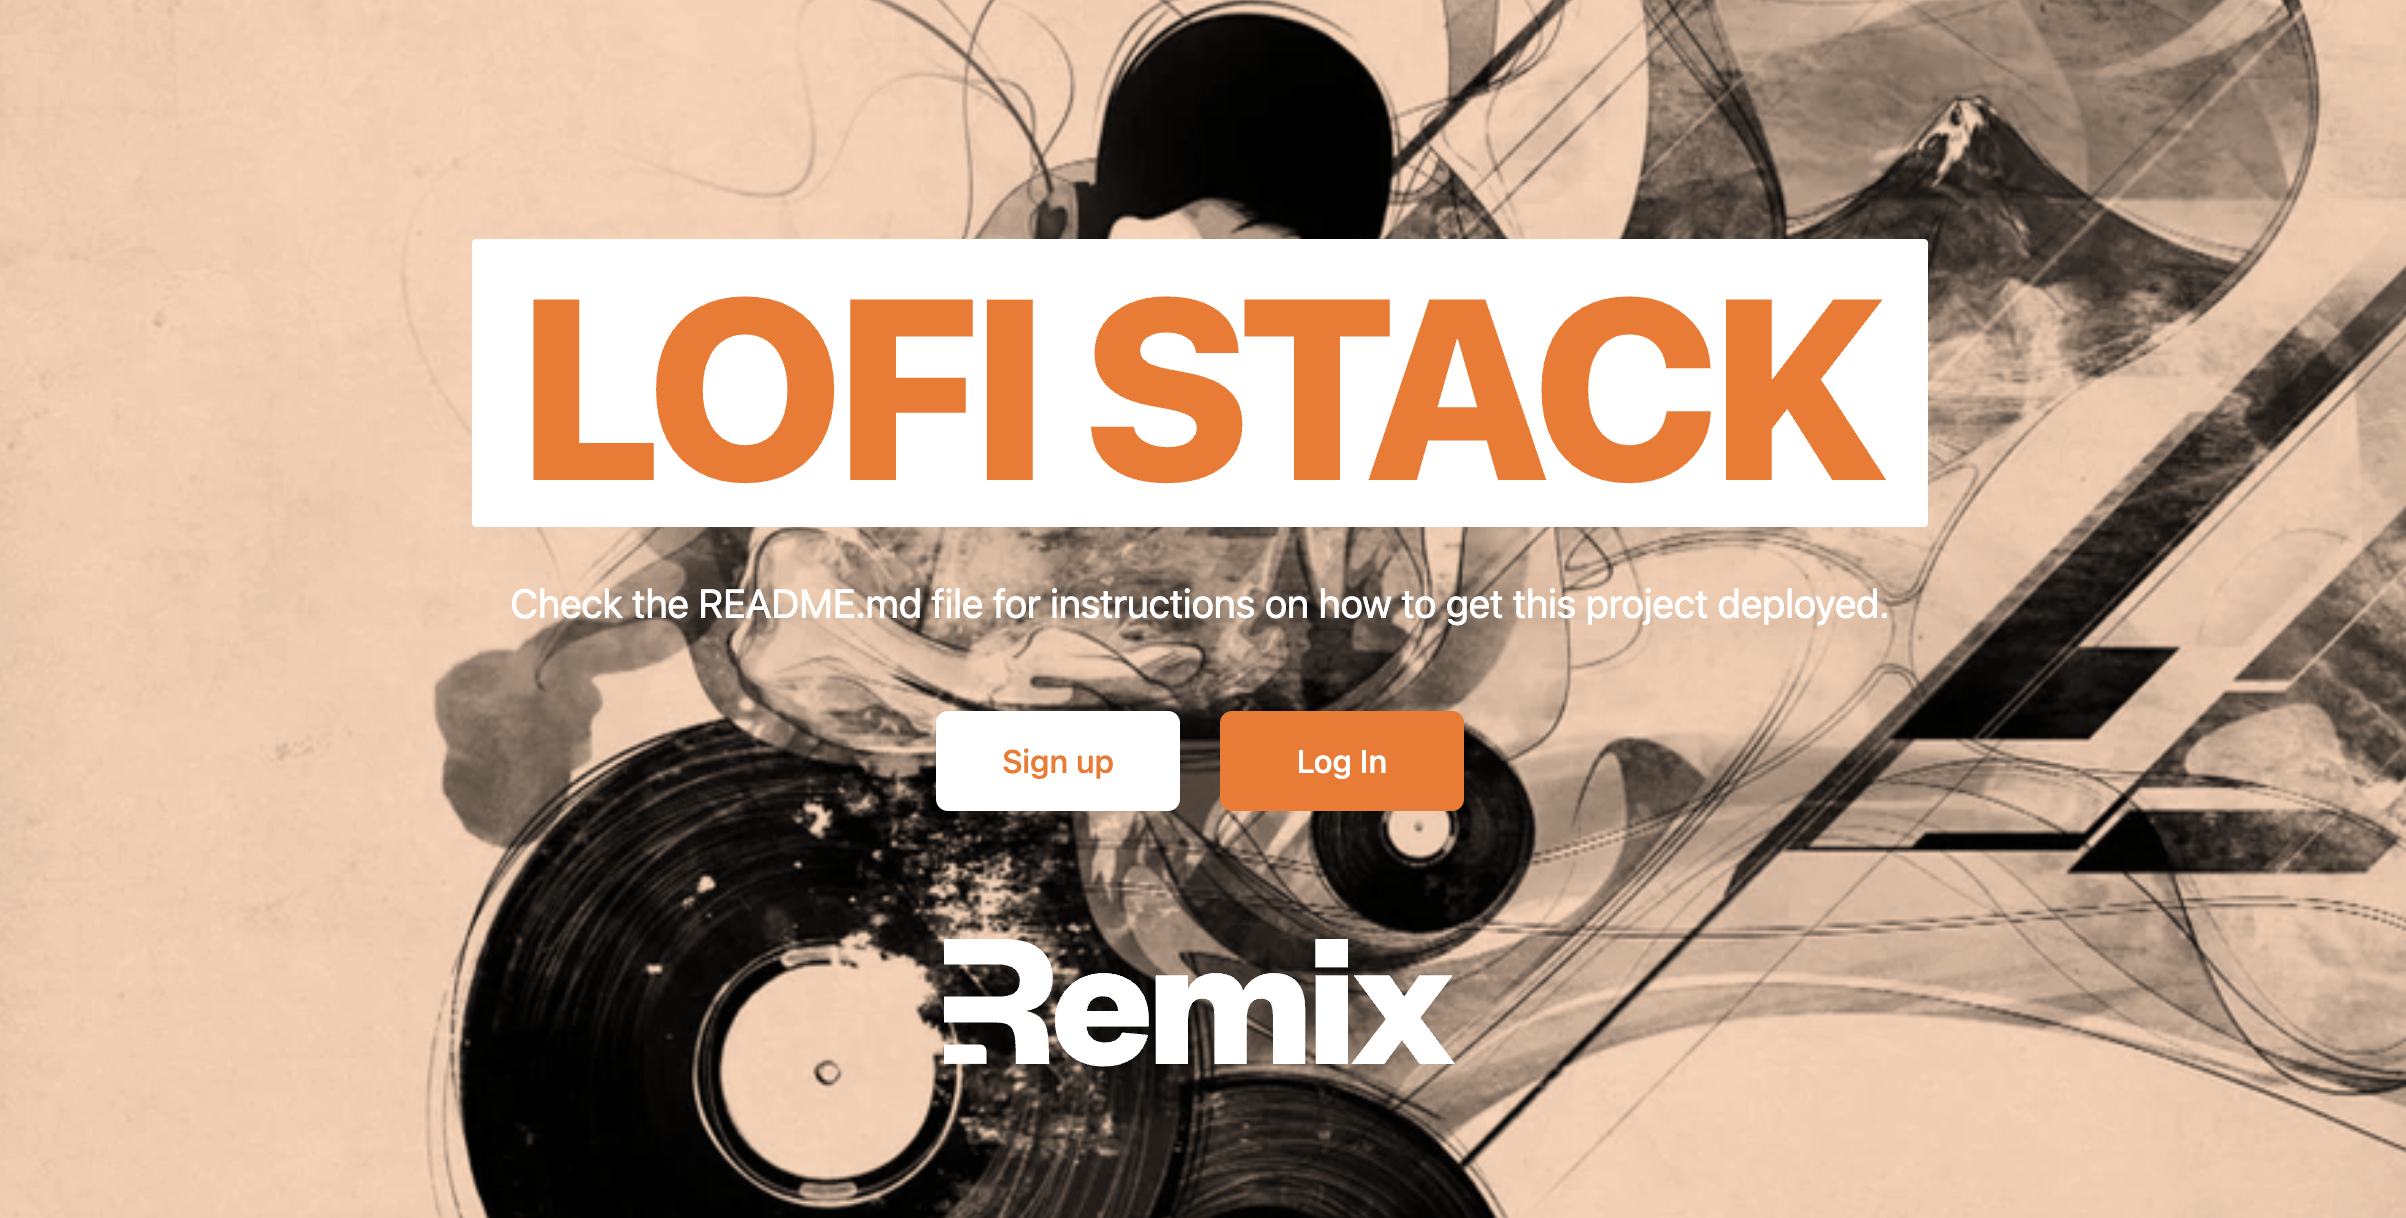 LOFI STACK
Check the README.md file for instructions on how to get this project deployed.
Sign up
Log In
Remix